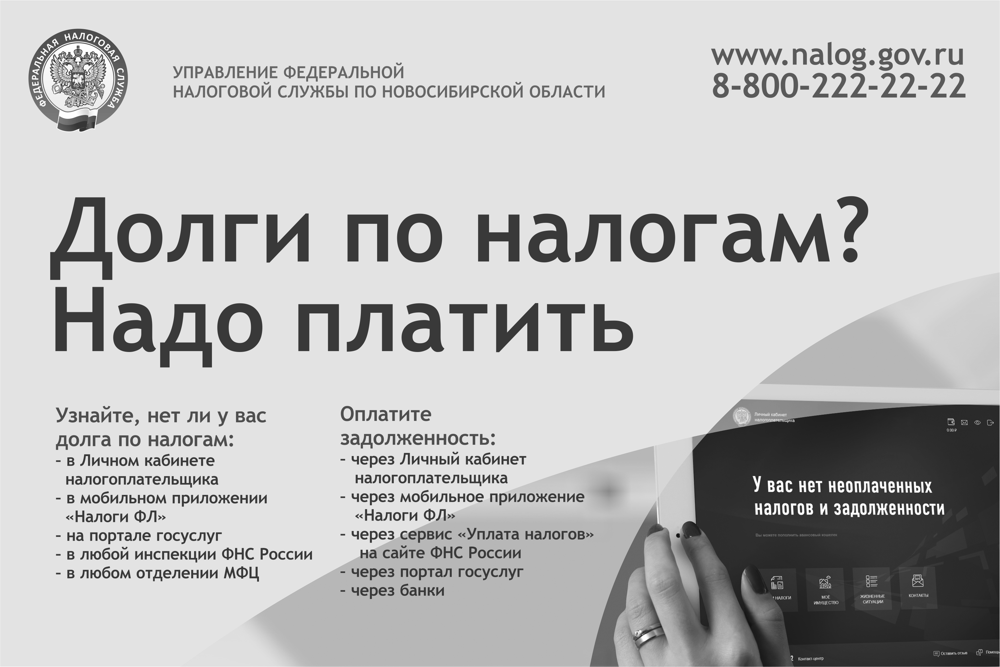 ФЕДЕРАЛЬНАЯ НАЛОГОВАЯ СЛУЖБА
УПРАВЛЕНИЕ ФЕДЕРАЛЬНОЙ
НАЛОГОВОЙ СЛУЖБЫ ПО НОВОСИБИРСКОЙ ОБЛАСТИ
www.nalog.gov.ru
8-800-222-22-22
Долги по налогам?
Надо платить
Узнайте, нет ли у вас
долга по налогам:
- в Личном кабинете
налогоплательщика
- в мобильном приложении
«Налоги ФЛ»
- на портале госуслуг
- в любой инспекции ФНС России
- в любом отделении МФЦ
Оплатите
задолженность:
- через Личный кабинет
налогоплательщика
- через мобильное приложение
«Налоги ФЛ»
- через сервис «Уплата налогов»
на сайте ФНС России
- через портал госуслуг
- через банки
Личный кабинет
налогоплательщика
0.00 ₽
У вас нет неоплаченных
налогов и задолженности
Вы можете пополнить авансовый кошелек
НАЛОГИ
МОЁ
ИМУЩЕСТВО
ЖИЗНЕННЫЕ
СИТУАЦИИ
КОНТАКТЫ
2 Контакт-центр
Оставить отзыв
Помощь